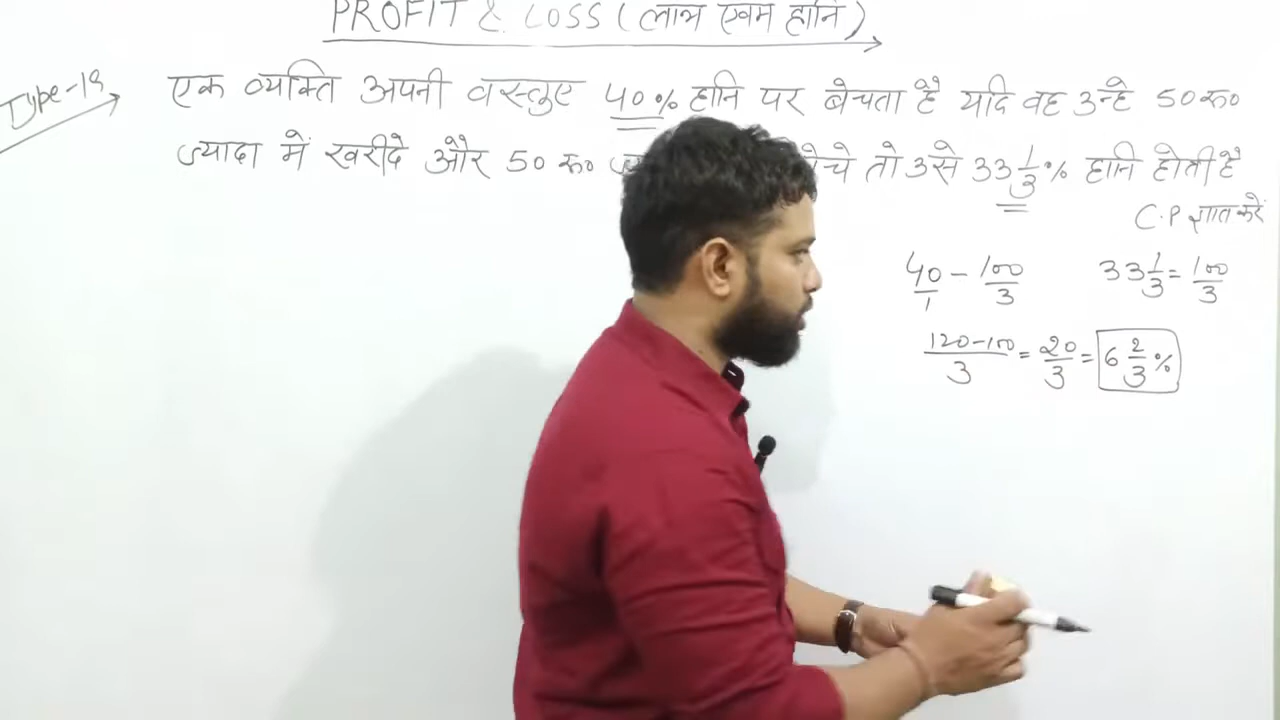 PROFIT & LOSS (लाभ एवम हानि)
Type-19
एक व्यक्ति अपनी वस्तुए 40% हानि पर बेचता है यदि वह उन्हे 50 रू०
ज्यादा में खरीदे और 50 रू० बेचे तो उसे 33 1/3 % हानि होती है
C.P ज्ञात करें
40/1 - 100/3
33 1/3 = 100/3
120-100/3 = 20/3 = 6 2/3 %